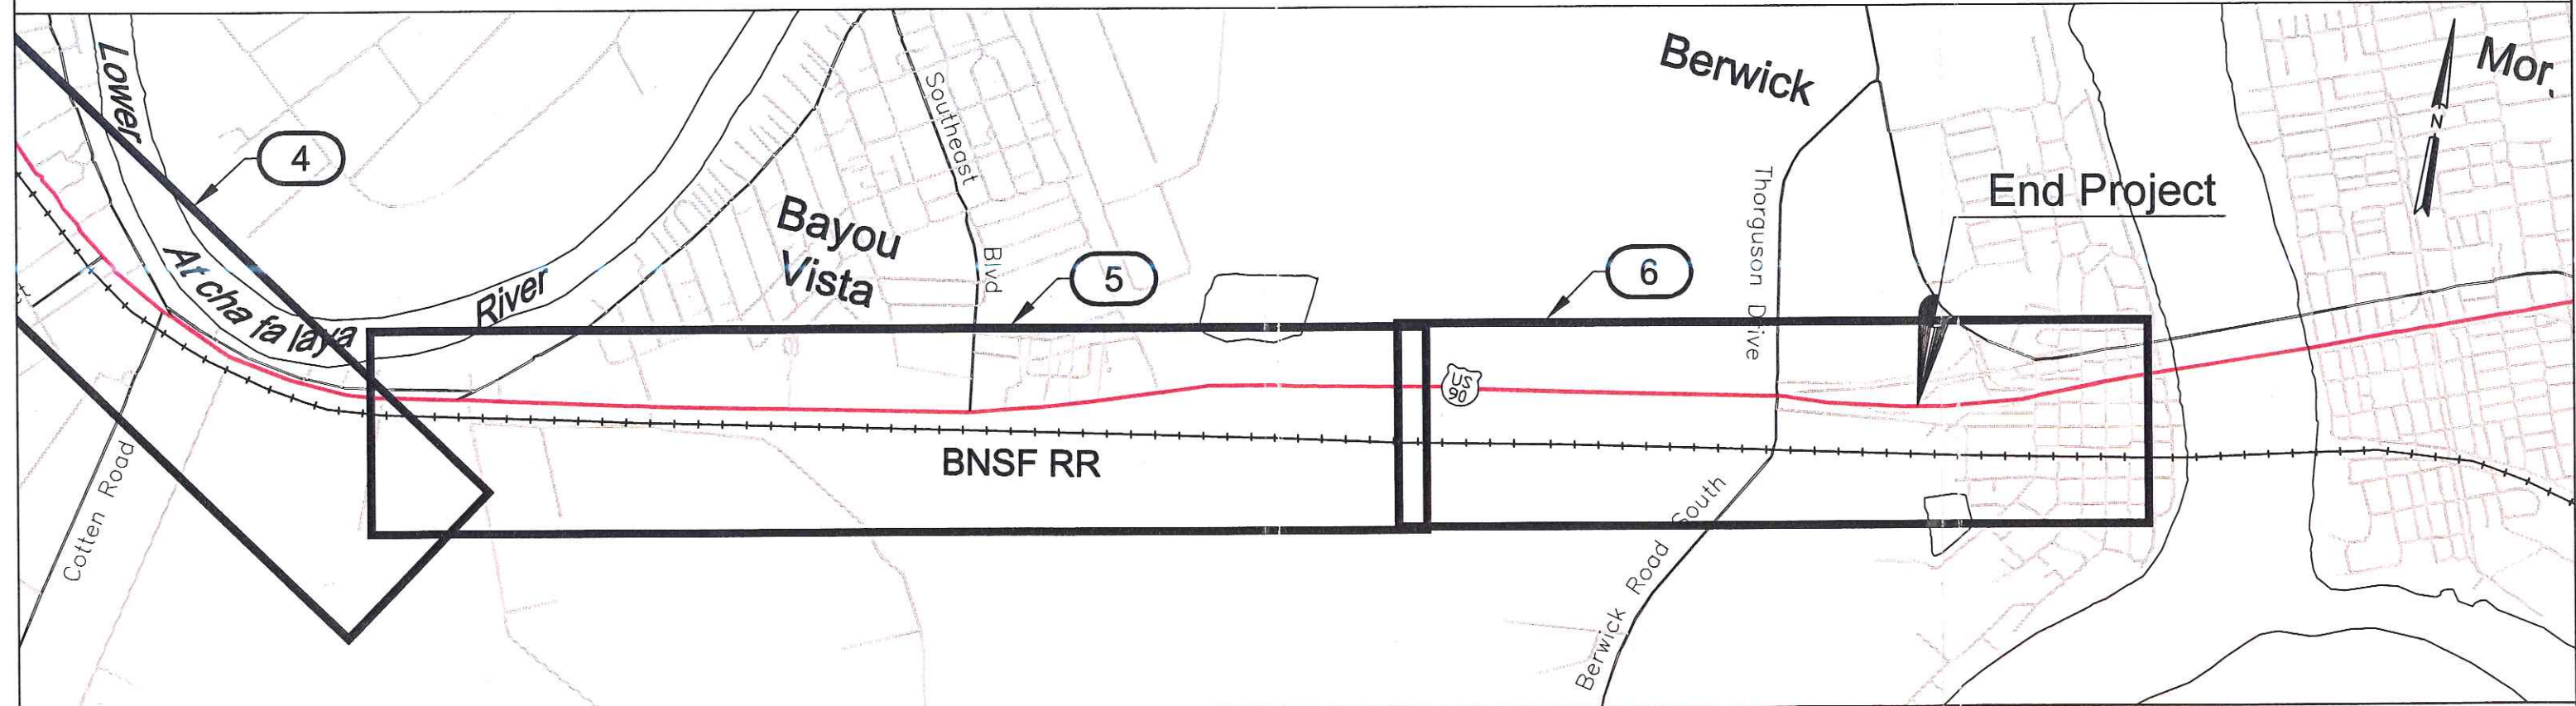 Lower
At cha fa laya
River
4
Cotten Road
Bayou
Vista
Southeast
Blvd
5
BNSF RR
US
90
6
Berwick
Thorguson Drive
Berwick Road South
End Project
N
Mor.